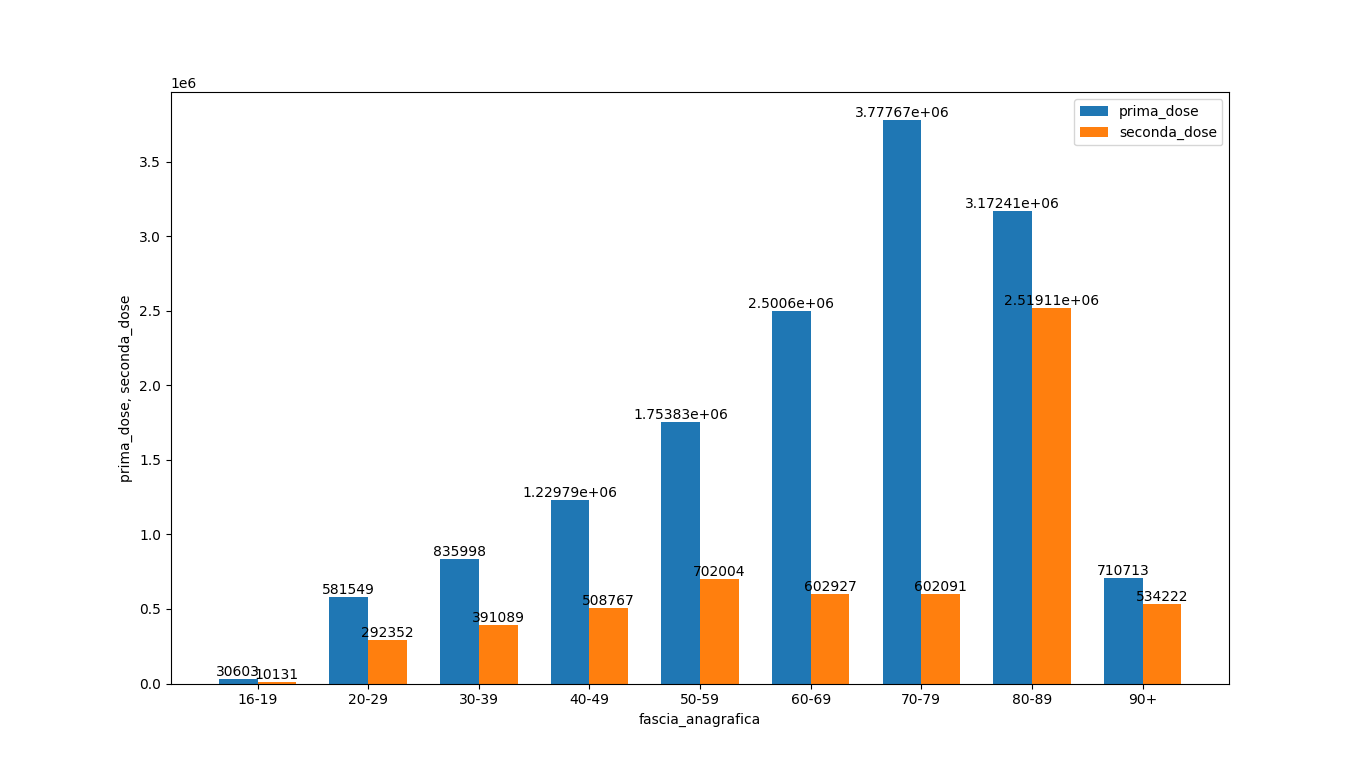 1e6
prima_dose
seconda_dose
3.5
3.0
2.5
2.0
1.5
1.0
0.5
0.0
prima_dose, seconda_dose
30603
10131
581549
292352
835998
391089
1.22979e+06
508767
1.75383e+06
702004
2.5006e+06
602927
3.77767e+06
602091
3.17241e+06
2.51911e+06
710713
534222
16-19 20-29 30-39 40-49 50-59 60-69 70-79 80-89 90+
fascia_anagrafica